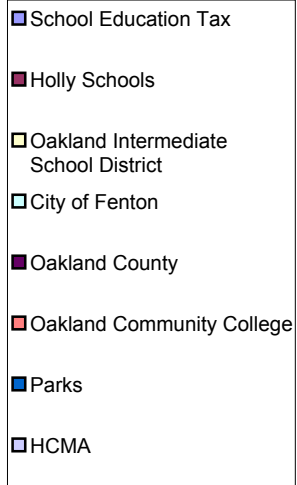 School Education Tax
Holly Schools
Oakland Intermediate
School District
City of Fenton
Oakland County
Oakland Community College
Parks
HCMA